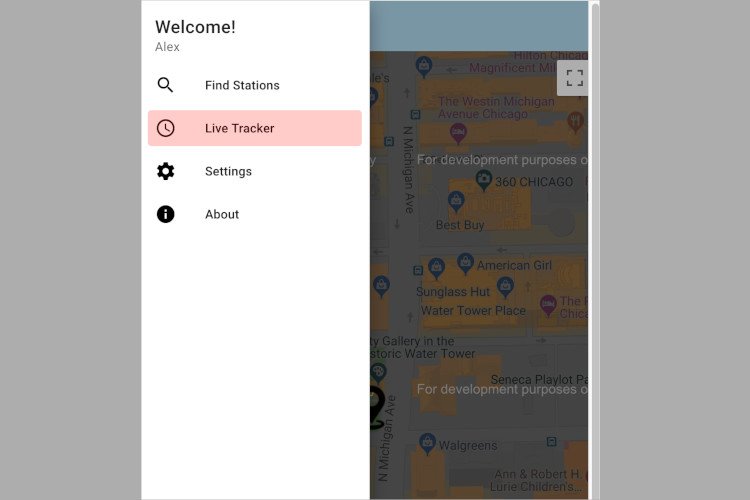 Welcome!
Alex
Find Stations
Live Tracker
Settings
About
Hilton Chicag
Magnificent Mil
The Westin Michigan
Avenue Chicago
N Michigan Ave
For development purposes o
360 CHICAGO
Best Buy
American Girl
Sunglass Hut
Water Tower Place
The R
Chica
ty Gallery in the
storic Water Tower
Seneca Playlot Pa
For development purposes o
N Michigan Ave
Walgreens
Ann & Robert H.
Lurie Children's...